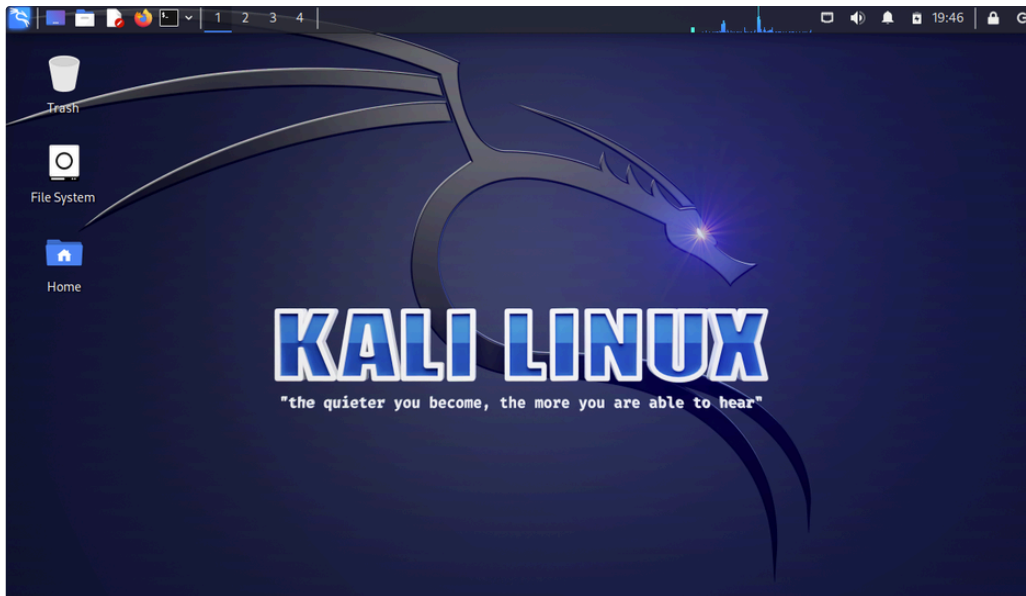 1 2 3 4 19:46
Trash
File System
Home
KALI LINUX
"the quieter you become, the more you are able to hear"